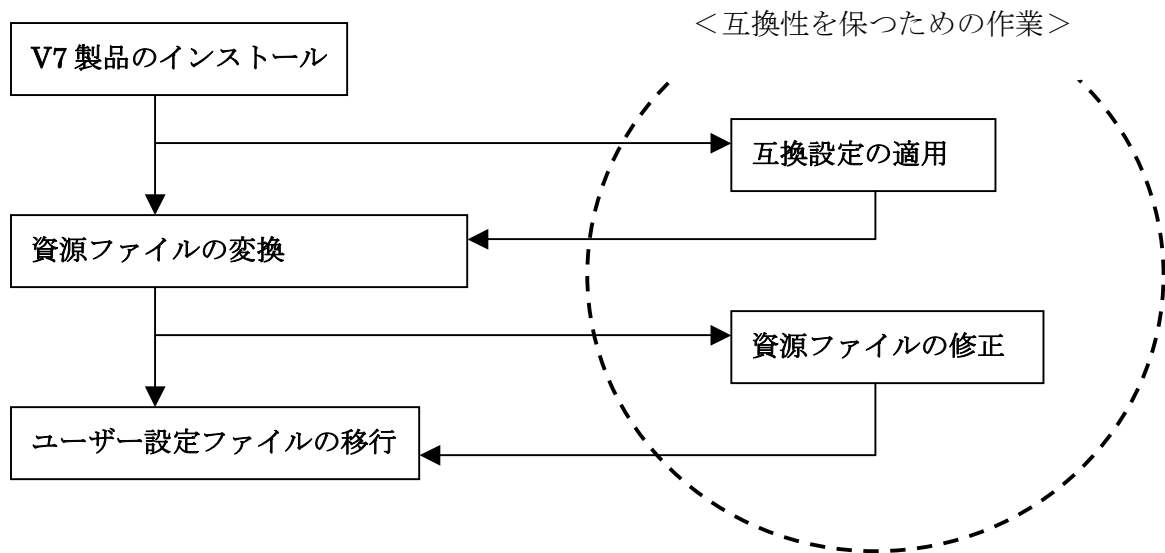 ＜互換性を保つための作業＞
V7 製品のインストール
互換設定の適用
資源ファイルの変換
資源ファイルの修正
ユーザー設定ファイルの移行